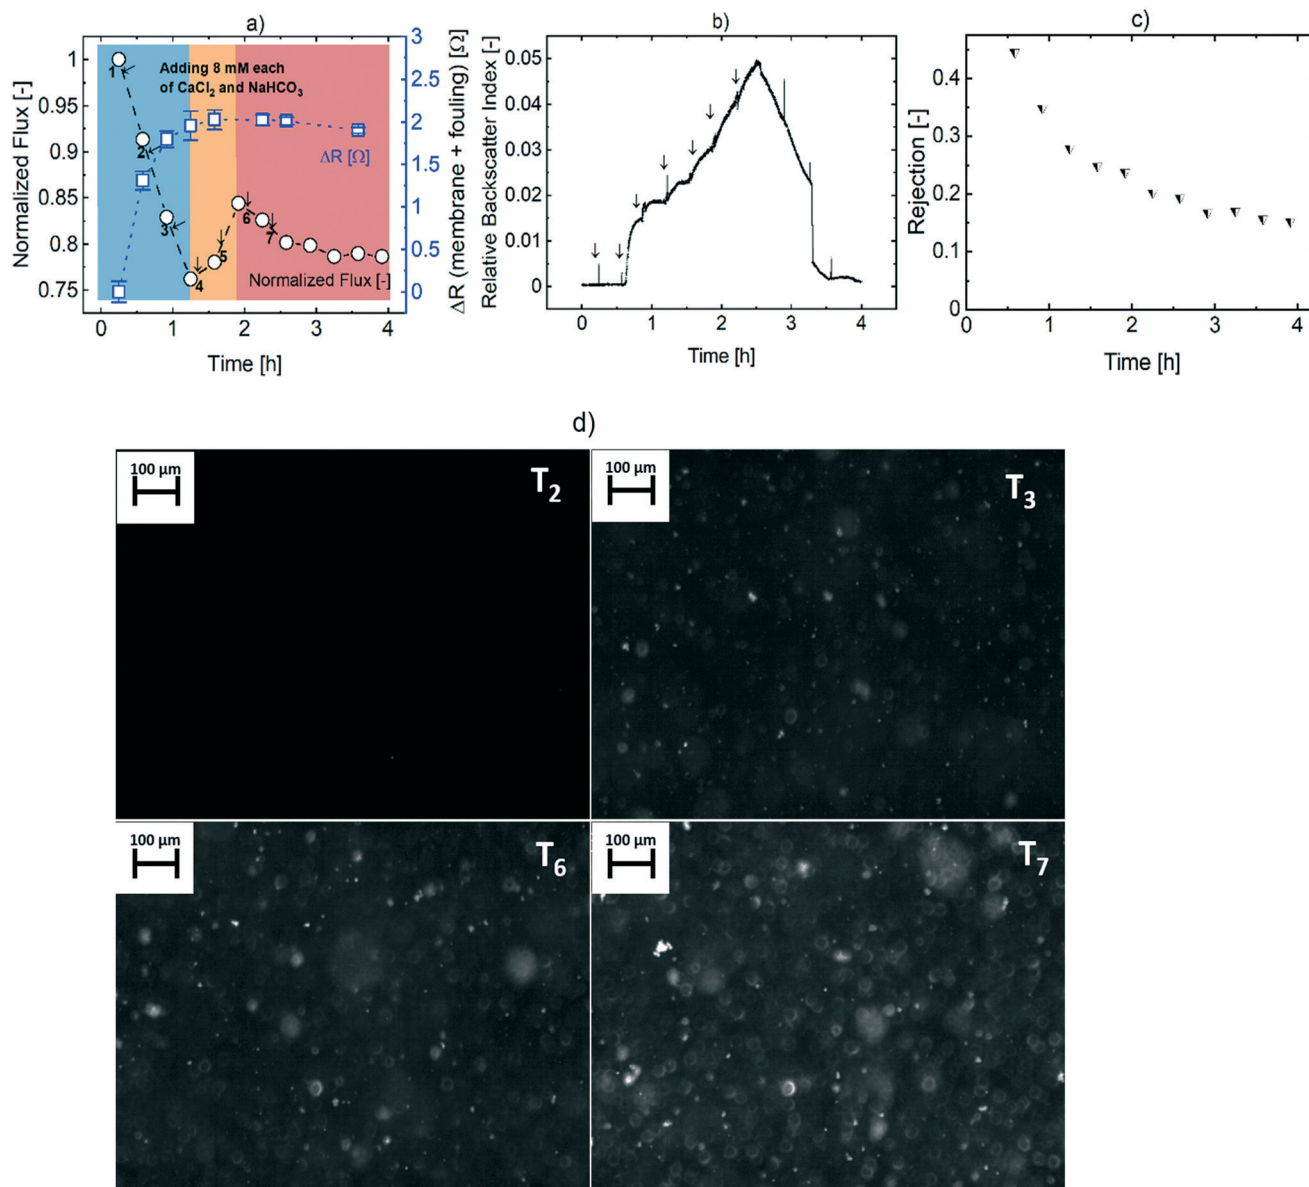 a)
Normalized Flux [-]
1
0.95
0.90
0.85
0.80
0.75
0 1 2 3 4
Time [h]
Adding 8 mM each
of CaCl₂ and NaHCO₃
1
2
3
4
5
6
7
ΔR [Ω]
Normalized Flux [-]
3
2.5
2
1.5
1
0.5
0
ΔR (membrane + fouling) [Ω]
b)
Relative Backscatter Index [-]
0.05
0.04
0.03
0.02
0.01
0
0 1 2 3 4
Time [h]
c)
Rejection [-]
0.4
0.3
0.2
0.1
0
0 1 2 3 4
Time [h]
d)
100 µm
T₂
100 µm
T₃
100 µm
T₆
100 µm
T₇